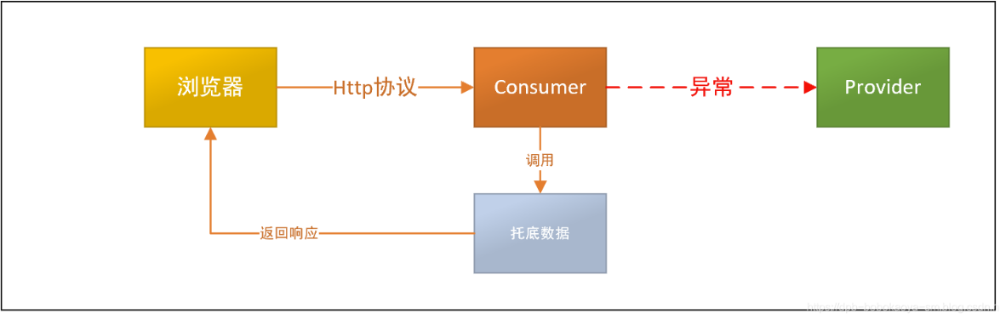 浏览器
Http协议
Consumer
异常
Provider
调用
返回响应
托底数据